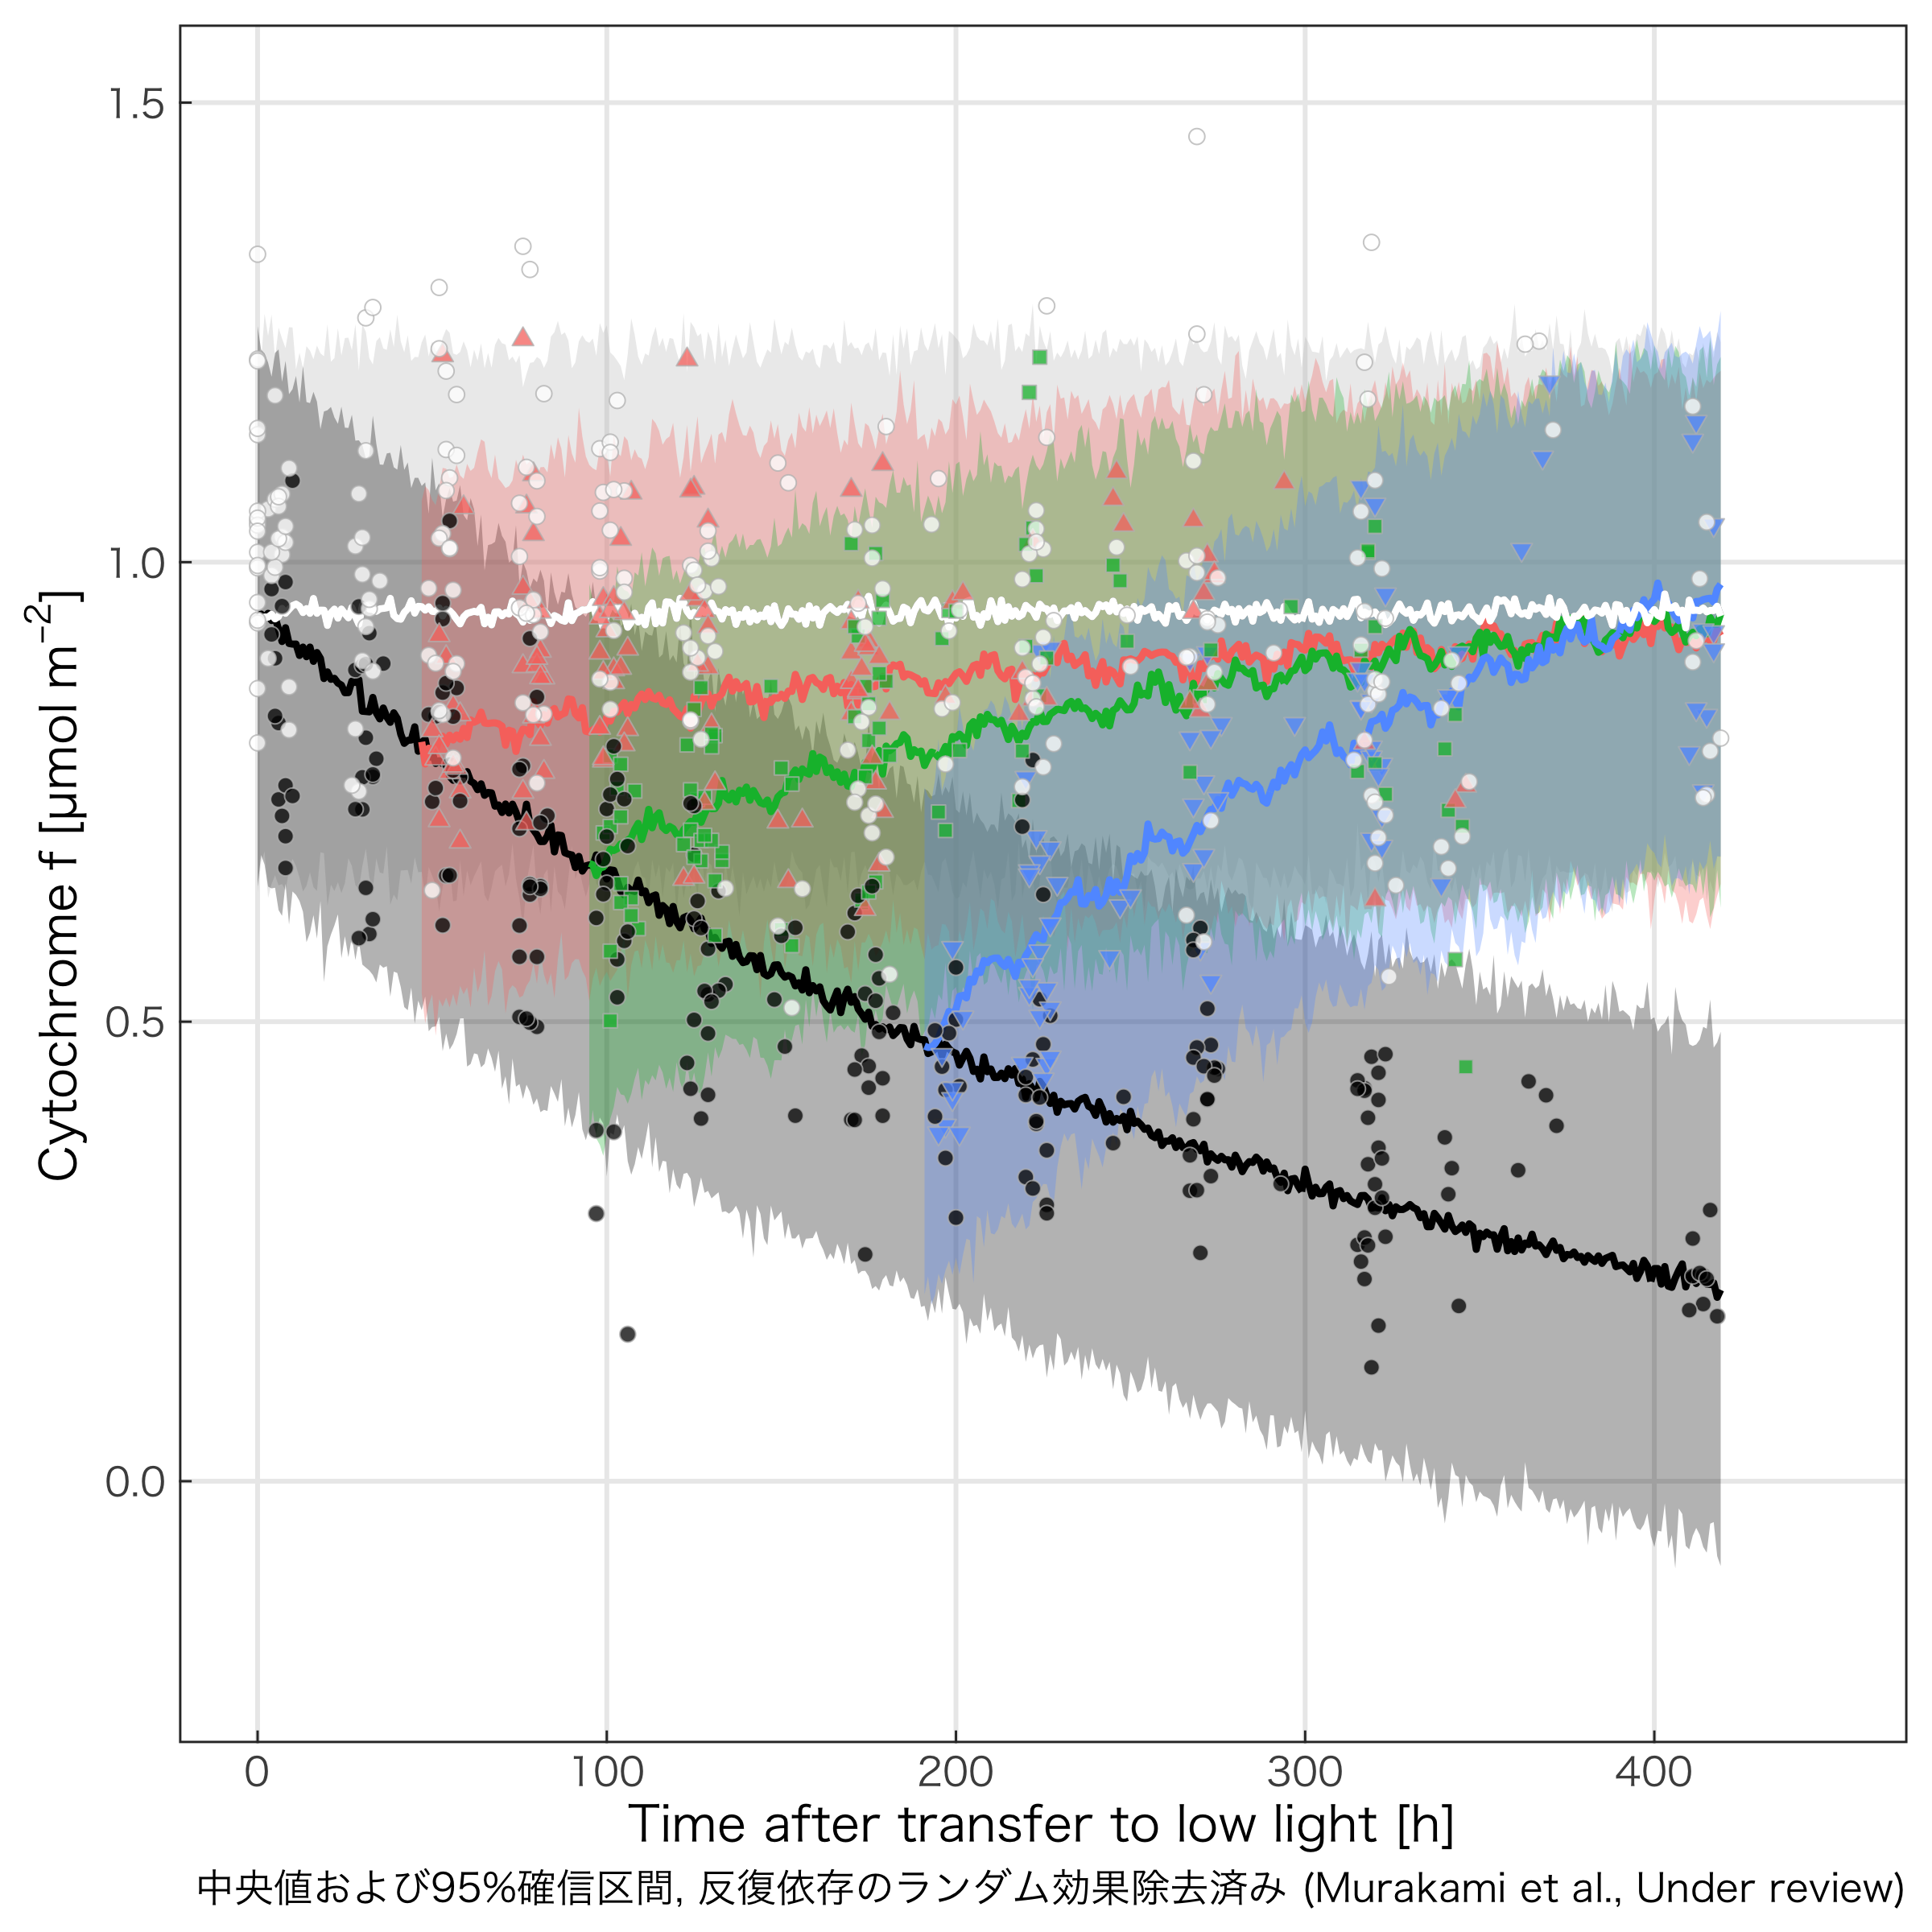 1.5
1.0
0.5
0.0
Cytochrome f [μmol m⁻²]
0 100 200 300 400
Time after transfer to low light [h]
中央値および95%確信区間, 反復依存のランダム効果除去済み (Murakami et al., Under review)